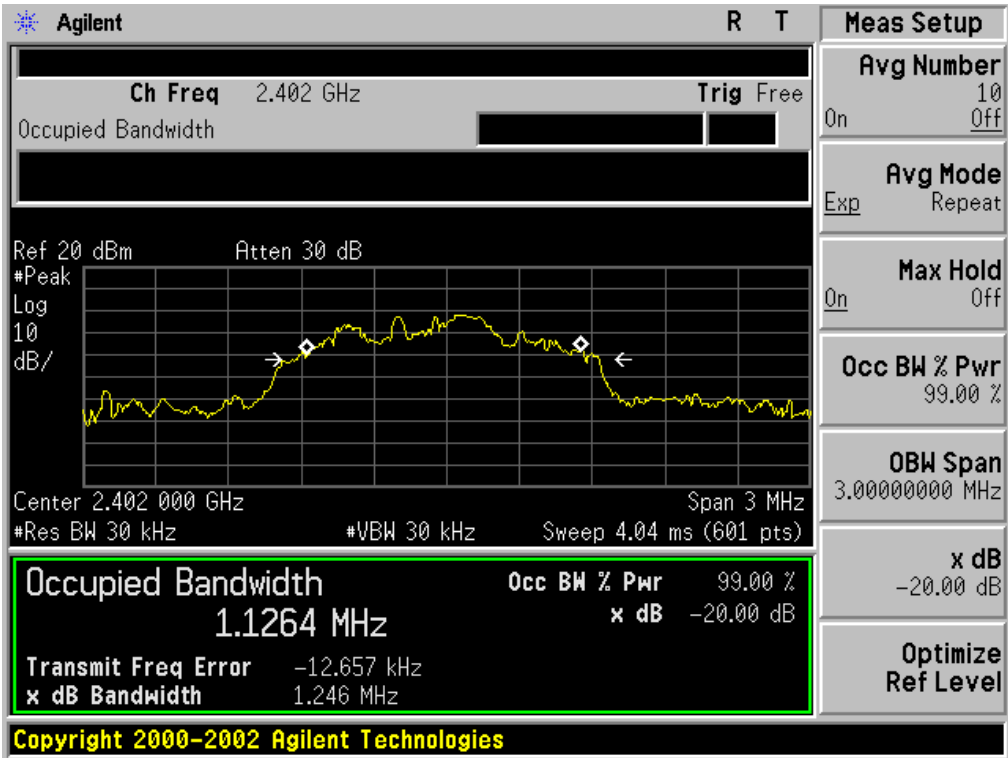 Agilent R T
Ch Freq 2.402 GHz Trig Free
Occupied Bandwidth
Ref 20 dBm Atten 30 dB
#Peak
Log
10
dB/
Center 2.402 000 GHz Span 3 MHz
#Res BW 30 kHz #VBW 30 kHz Sweep 4.04 ms (601 pts)
Occupied Bandwidth Occ BW % Pwr 99.00 %
1.1264 MHz x dB -20.00 dB
Transmit Freq Error -12.657 kHz
x dB Bandwidth 1.246 MHz
Copyright 2000-2002 Agilent Technologies
Meas Setup
Avg Number
10
On Off
Avg Mode
Exp Repeat
Max Hold
On Off
Occ BW % Pwr
99.00 %
OBW Span
3.00000000 MHz
x dB
-20.00 dB
Optimize
Ref Level